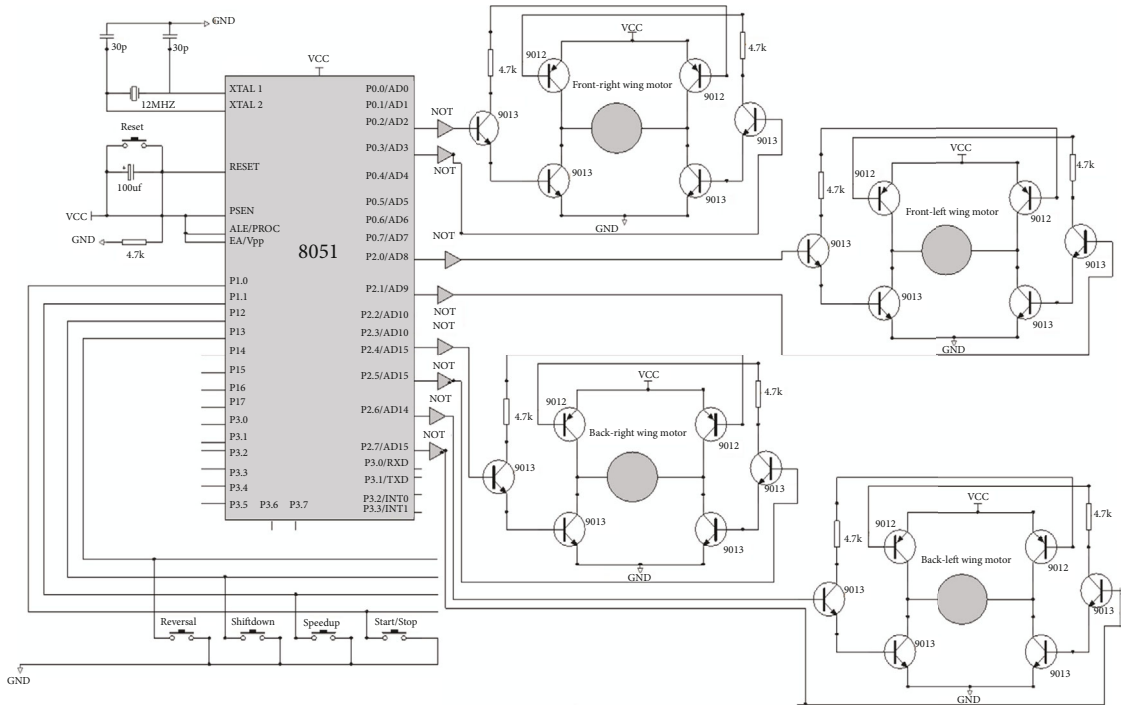 GND
30p
30p
12MHZ
Reset
100uf
VCC
GND
4.7k
VCC
8051
XTAL 1
XTAL 2
RESET
PSEN
ALE/PROC
EA/Vpp
P1.0
P1.1
P12
P13
P14
P15
P16
P17
P3.0
P3.1
P3.2
P3.3
P3.4
P3.5
P3.6
P3.7
P0.0/AD0
P0.1/AD1
P0.2/AD2
P0.3/AD3
P0.4/AD4
P0.5/AD5
P0.6/AD6
P0.7/AD7
P2.0/AD8
P2.1/AD9
P2.2/AD10
P2.3/AD10
P2.4/AD15
P2.5/AD15
P2.6/AD14
P2.7/AD15
P3.0/RXD
P3.1/TXD
P3.2/INT0
P3.3/INT1
NOT
NOT
NOT
NOT
NOT
NOT
NOT
NOT
4.7k
9012
VCC
4.7k
9012
Front-right wing motor
9013
9013
9013
9013
GND
4.7k
9012
VCC
4.7k
9012
Front-left wing motor
9013
9013
9013
9013
GND
4.7k
9012
VCC
4.7k
9012
Back-right wing motor
9013
9013
9013
9013
GND
4.7k
9012
VCC
4.7k
9012
Back-left wing motor
9013
9013
9013
9013
GND
Reversal
Shiftdown
Speedup
Start/Stop
GND